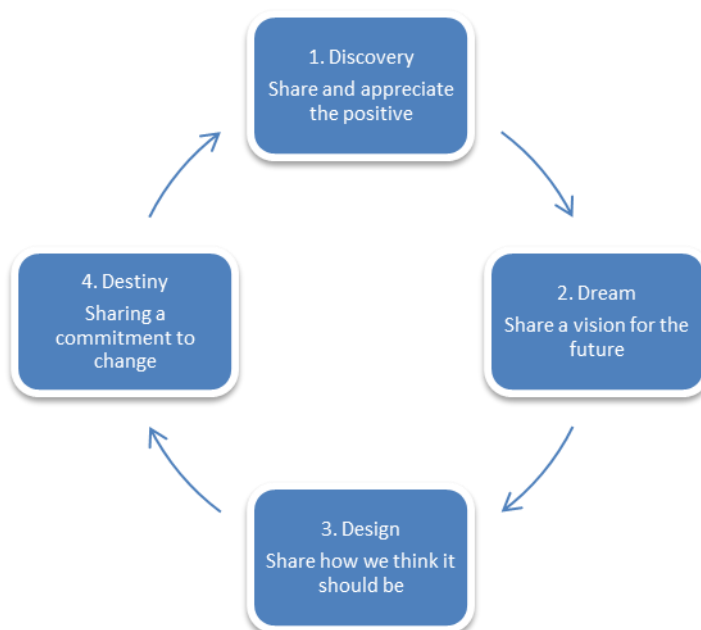 1. Discovery
Share and appreciate
the positive
2. Dream
Share a vision for the
future
3. Design
Share how we think it
should be
4. Destiny
Sharing a
commitment to
change